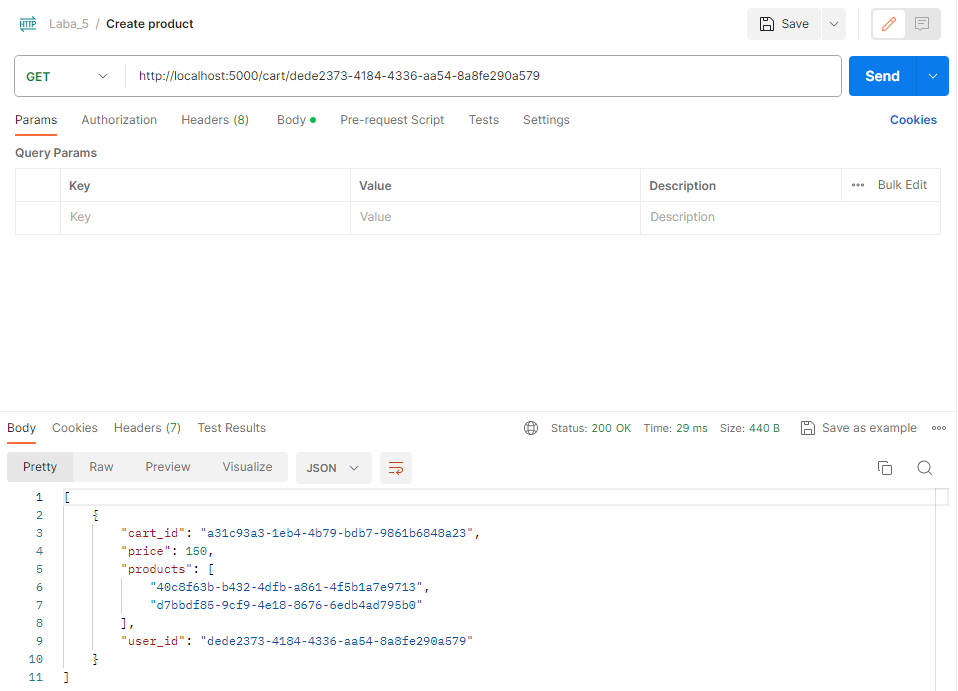 HTTP Laba_5 / Create product Save
GET http://localhost:5000/cart/dede2373-4184-4336-aa54-8a8fe290a579 Send
Params Authorization Headers (8) Body Pre-request Script Tests Settings Cookies
Query Params
Key Value Description ••• Bulk Edit
Key Value Description
Body Cookies Headers (7) Test Results Status: 200 OK Time: 29 ms Size: 440 B Save as example
Pretty Raw Preview Visualize JSON
1 [
2 {
3 "cart_id": "a31c93a3-1eb4-4b79-bdb7-9861b6848a23",
4 "price": 150,
5 "products": [
6 "40c8f63b-b432-4dfb-a861-4f5b1a7e9713",
7 "d7bbdf85-9cf9-4e18-8676-6edb4ad795b0"
8 ],
9 "user_id": "dede2373-4184-4336-aa54-8a8fe290a579"
10 }
11 ]